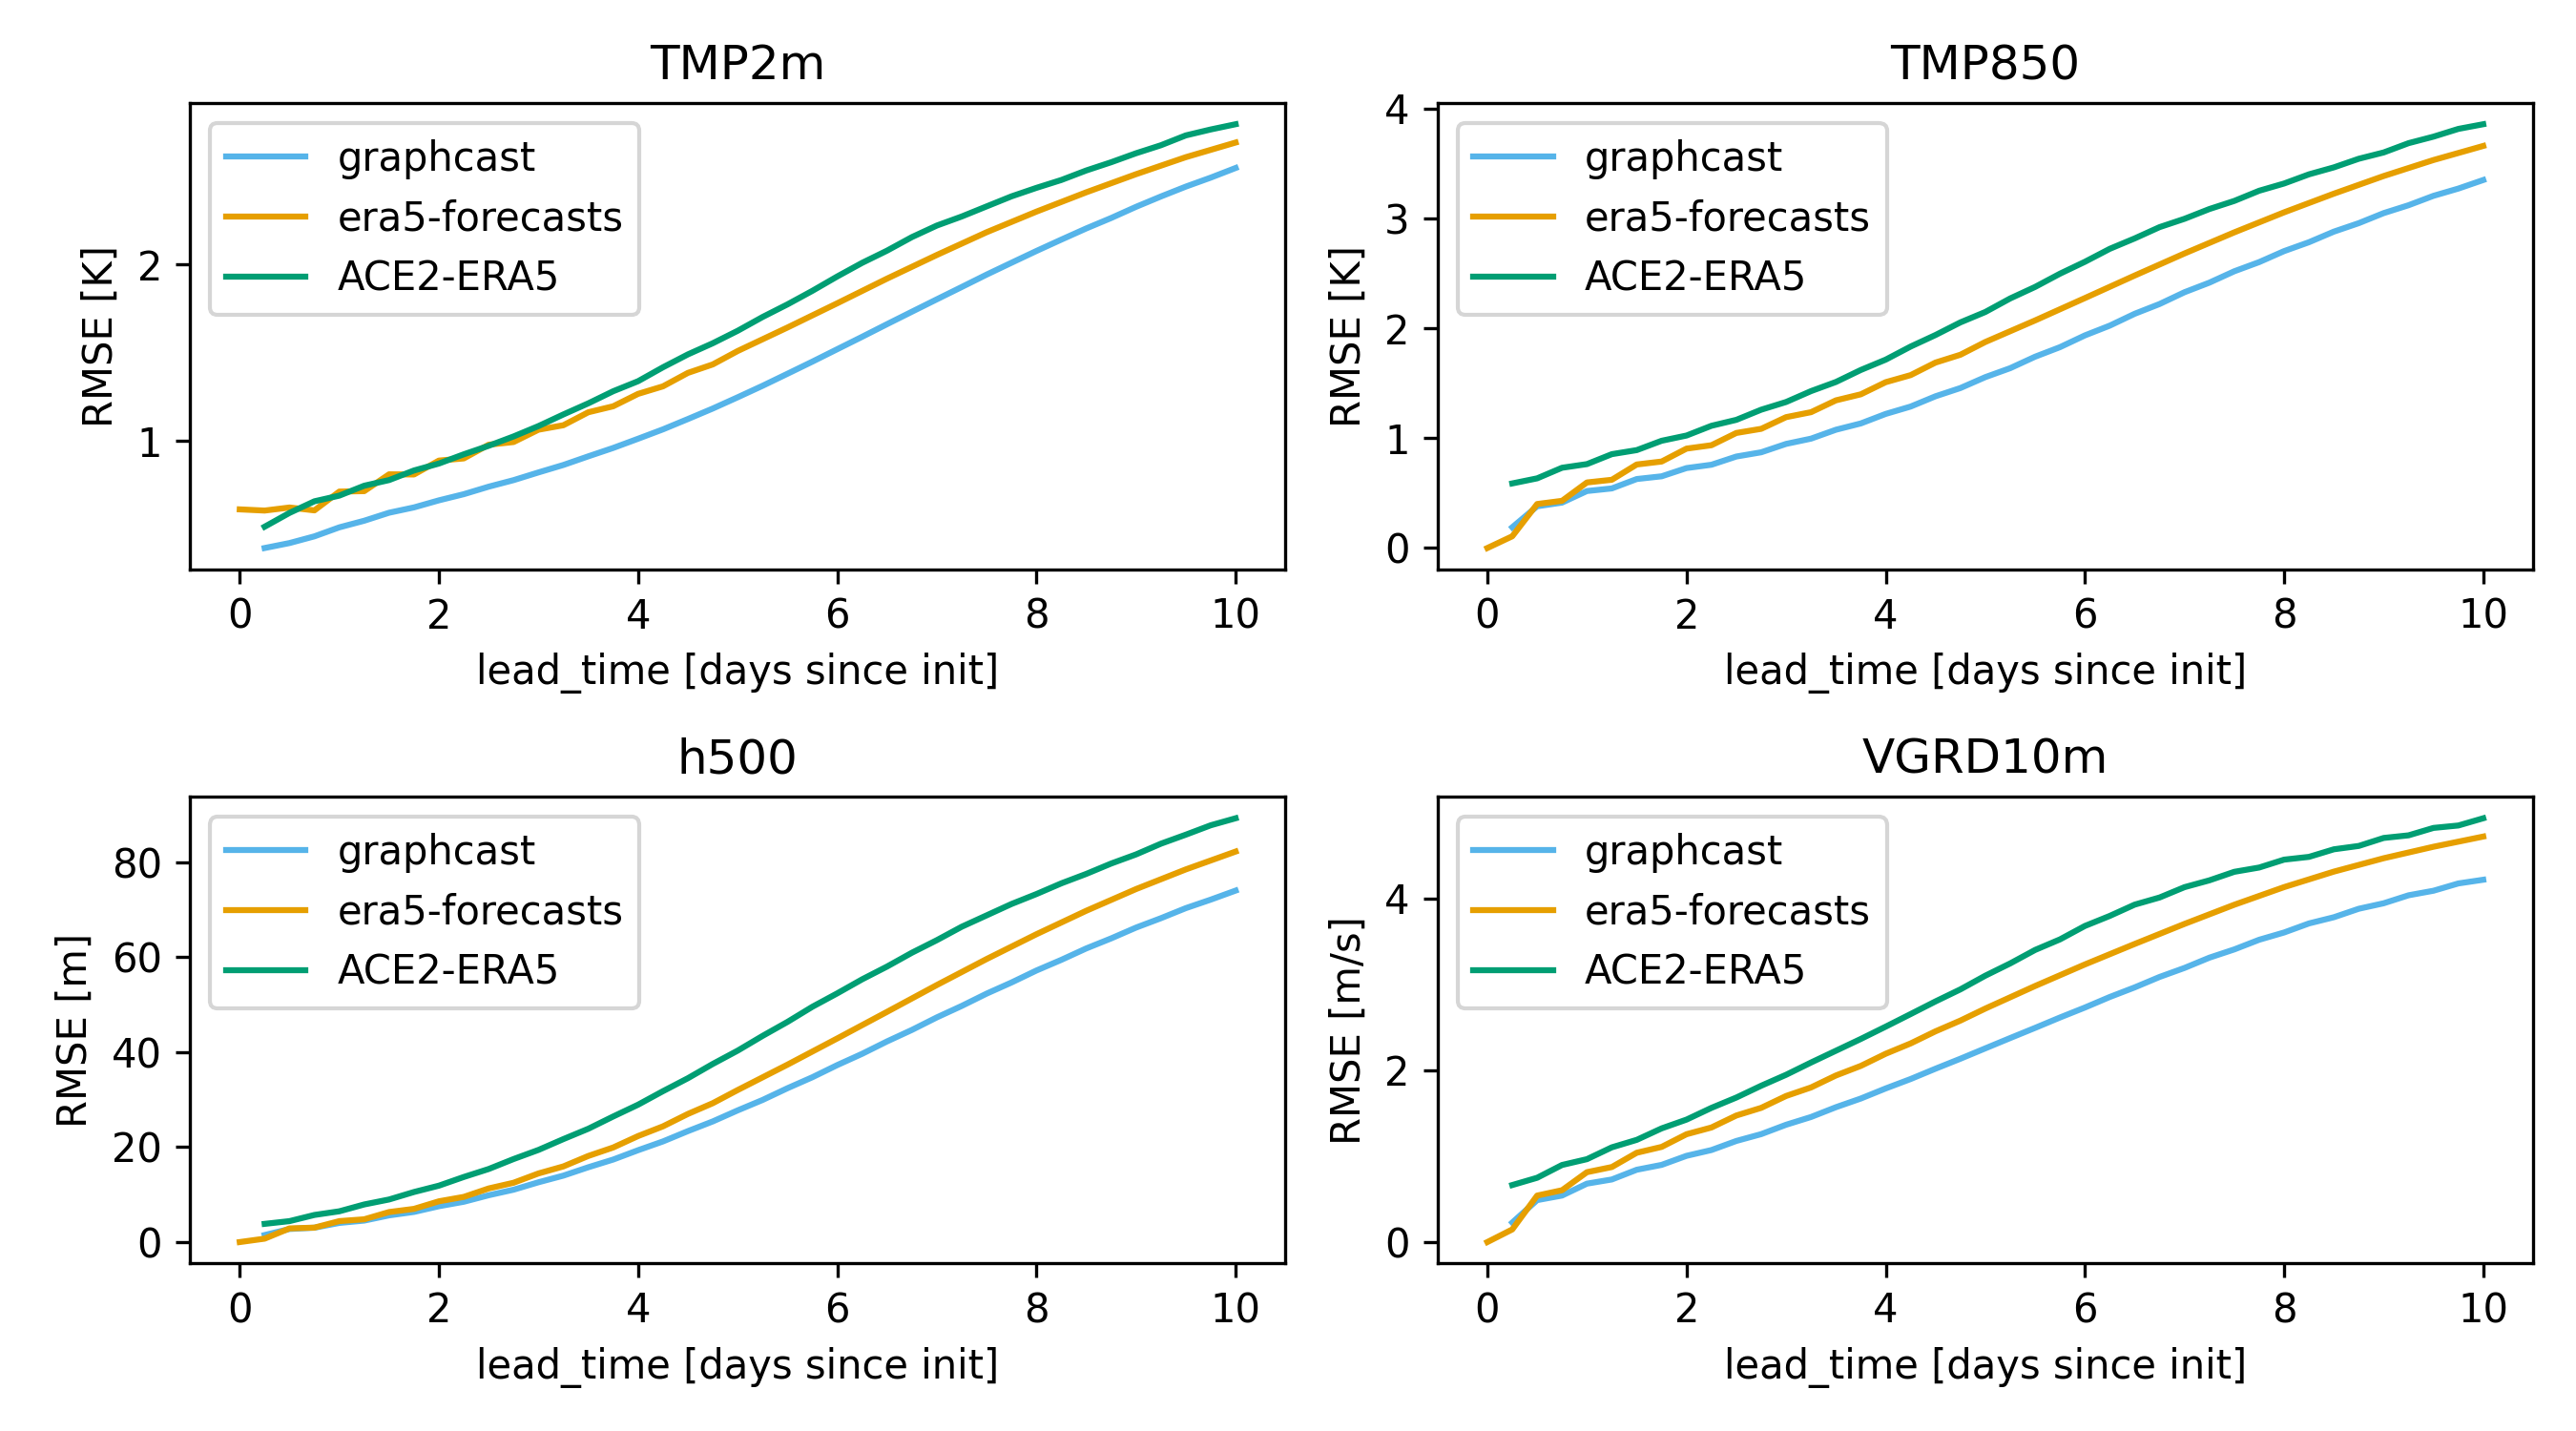 TMP2m
graphcast
era5-forecasts
ACE2-ERA5
RMSE [K]
2
1
0 2 4 6 8 10
lead_time [days since init]
TMP850
graphcast
era5-forecasts
ACE2-ERA5
RMSE [K]
4
3
2
1
0
0 2 4 6 8 10
lead_time [days since init]
h500
graphcast
era5-forecasts
ACE2-ERA5
RMSE [m]
80
60
40
20
0
0 2 4 6 8 10
lead_time [days since init]
VGRD10m
graphcast
era5-forecasts
ACE2-ERA5
RMSE [m/s]
4
2
0
0 2 4 6 8 10
lead_time [days since init]